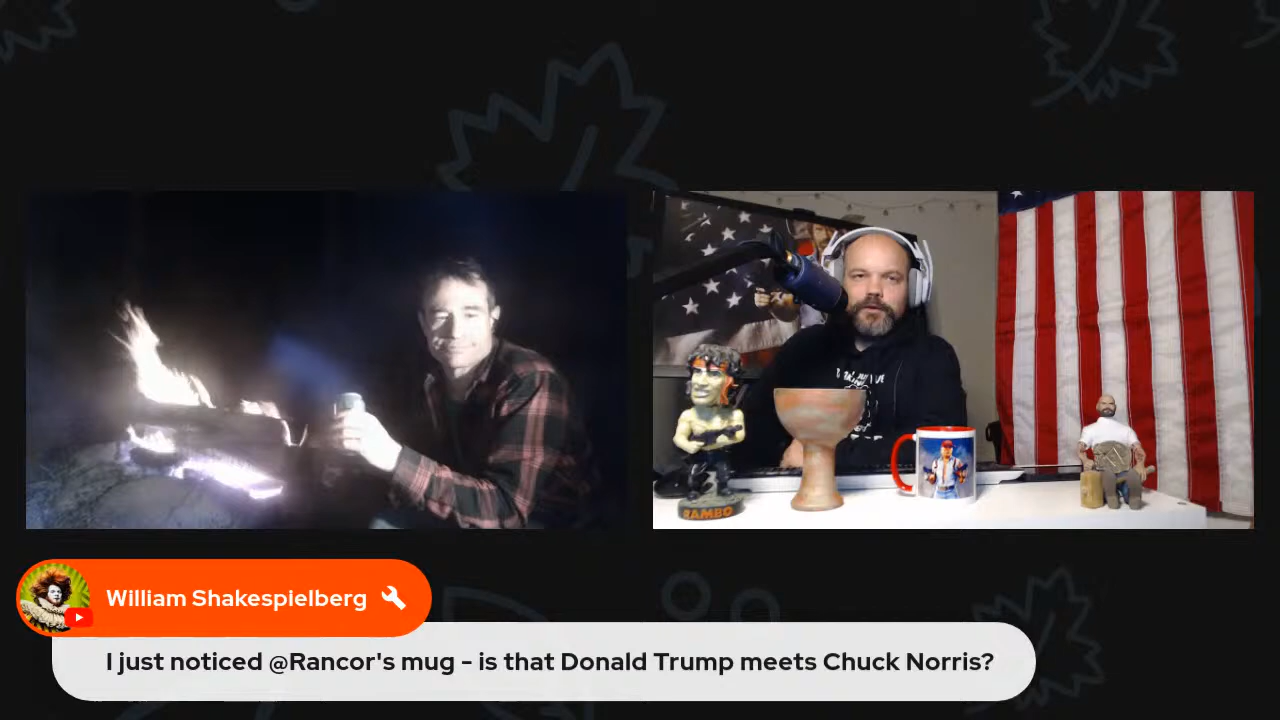 RAMBO
William Shakespielberg
I just noticed @Rancor's mug - is that Donald Trump meets Chuck Norris?